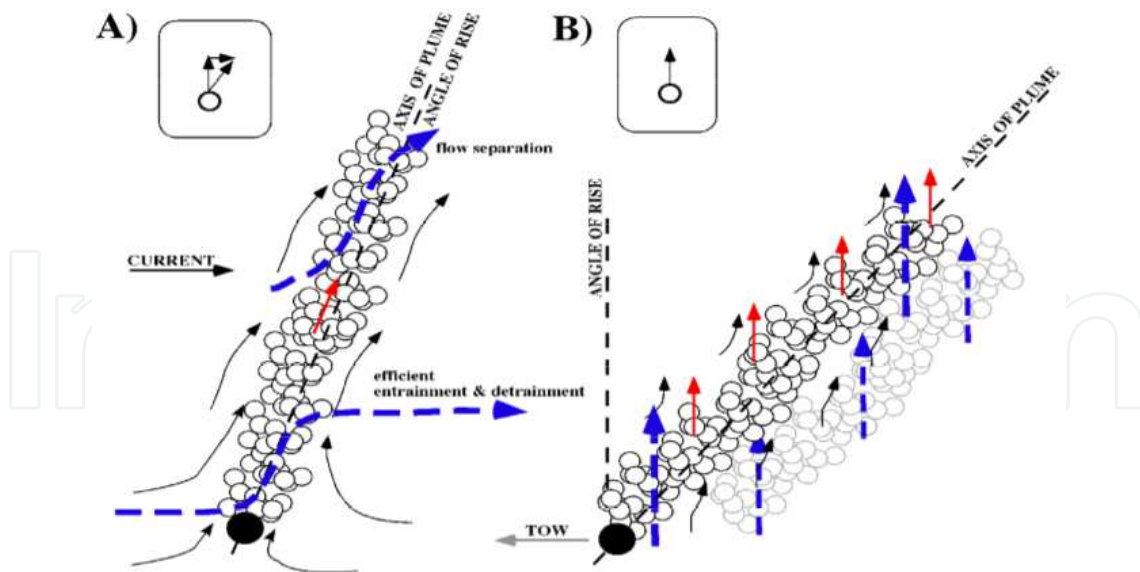 A)
AXIS OF PLUME
ANGLE OF RISE
flow separation
CURRENT
efficient
entrainment & detrainment
B)
AXIS OF PLUME
ANGLE OF RISE
TOW